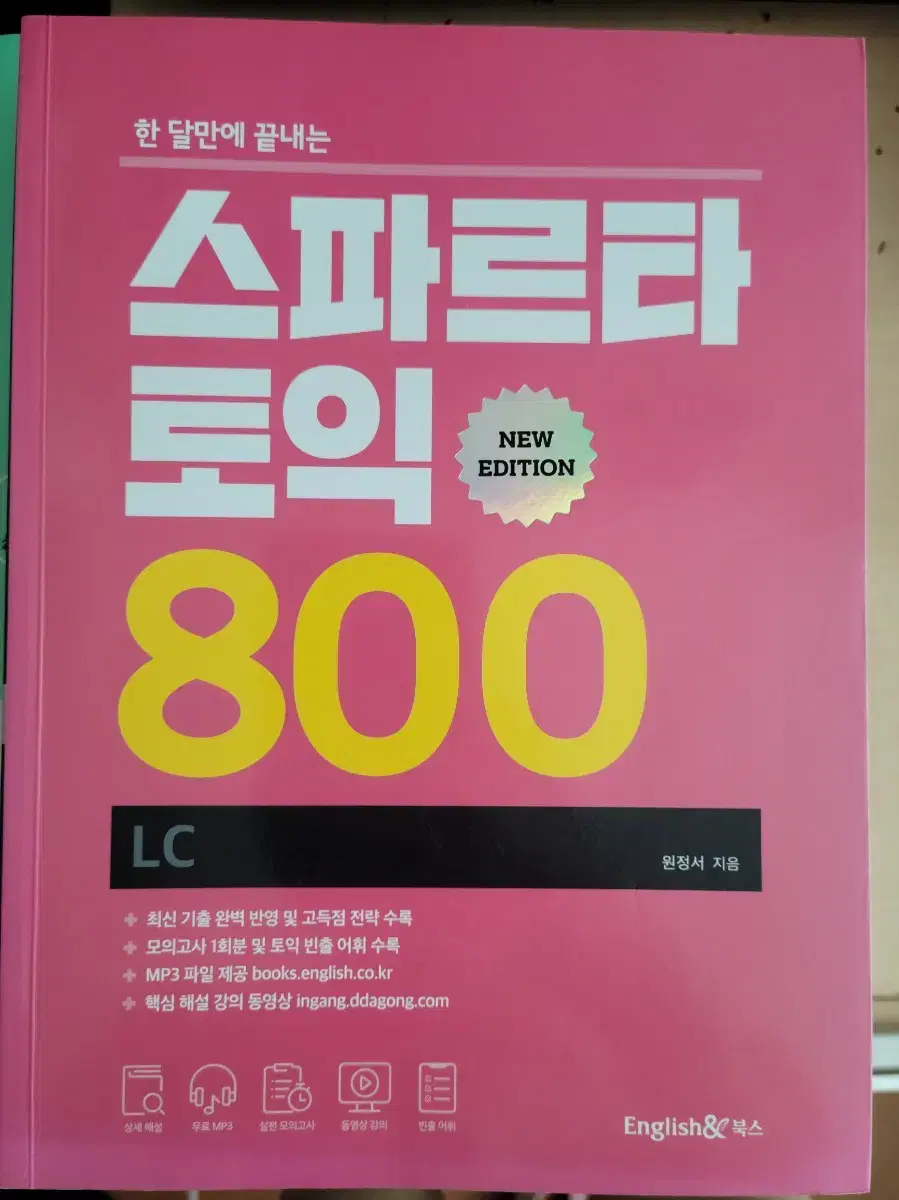 한 달만에 끝내는
스파르타
토익
NEW
EDITION
800
LC
원정서 지음
최신 기출 완벽 반영 및 고득점 전략 수록
모의고사 1회분 및 토익 빈출 어휘 수록
MP3 파일 제공 books.english.co.kr
핵심 해설 강의 동영상 ingang.ddagong.com
상세 해설 무료 MP3 실전 모의고사 동영상 강의 빈출 어휘
English& 북스